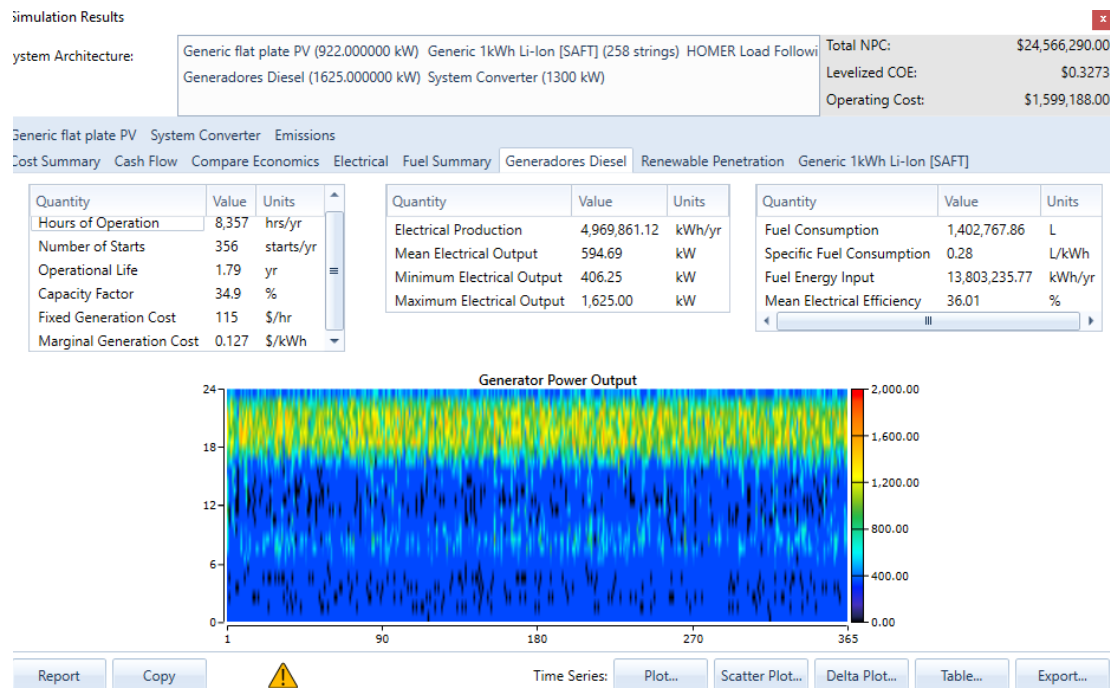 Simulation Results
x
System Architecture:
Generic flat plate PV (922.000000 kW) Generic 1kWh Li-Ion [SAFT] (258 strings) HOMER Load Followi
Generadores Diesel (1625.000000 kW) System Converter (1300 kW)
Total NPC: $24,566,290.00
Levelized COE: $0.3273
Operating Cost: $1,599,188.00
Generic flat plate PV System Converter Emissions
Cost Summary Cash Flow Compare Economics Electrical Fuel Summary Generadores Diesel Renewable Penetration Generic 1kWh Li-Ion [SAFT]
Quantity Value Units
Hours of Operation 8,357 hrs/yr
Number of Starts 356 starts/yr
Operational Life 1.79 yr
Capacity Factor 34.9 %
Fixed Generation Cost 115 $/hr
Marginal Generation Cost 0.127 $/kWh
Quantity Value Units
Electrical Production 4,969,861.12 kWh/yr
Mean Electrical Output 594.69 kW
Minimum Electrical Output 406.25 kW
Maximum Electrical Output 1,625.00 kW
Quantity Value Units
Fuel Consumption 1,402,767.86 L
Specific Fuel Consumption 0.28 L/kWh
Fuel Energy Input 13,803,235.77 kWh/yr
Mean Electrical Efficiency 36.01 %
Generator Power Output
24
18
12
6
0
1 90 180 270 365
2,000.00
1,600.00
1,200.00
800.00
400.00
0.00
Report Copy Time Series: Plot... Scatter Plot... Delta Plot... Table... Export...